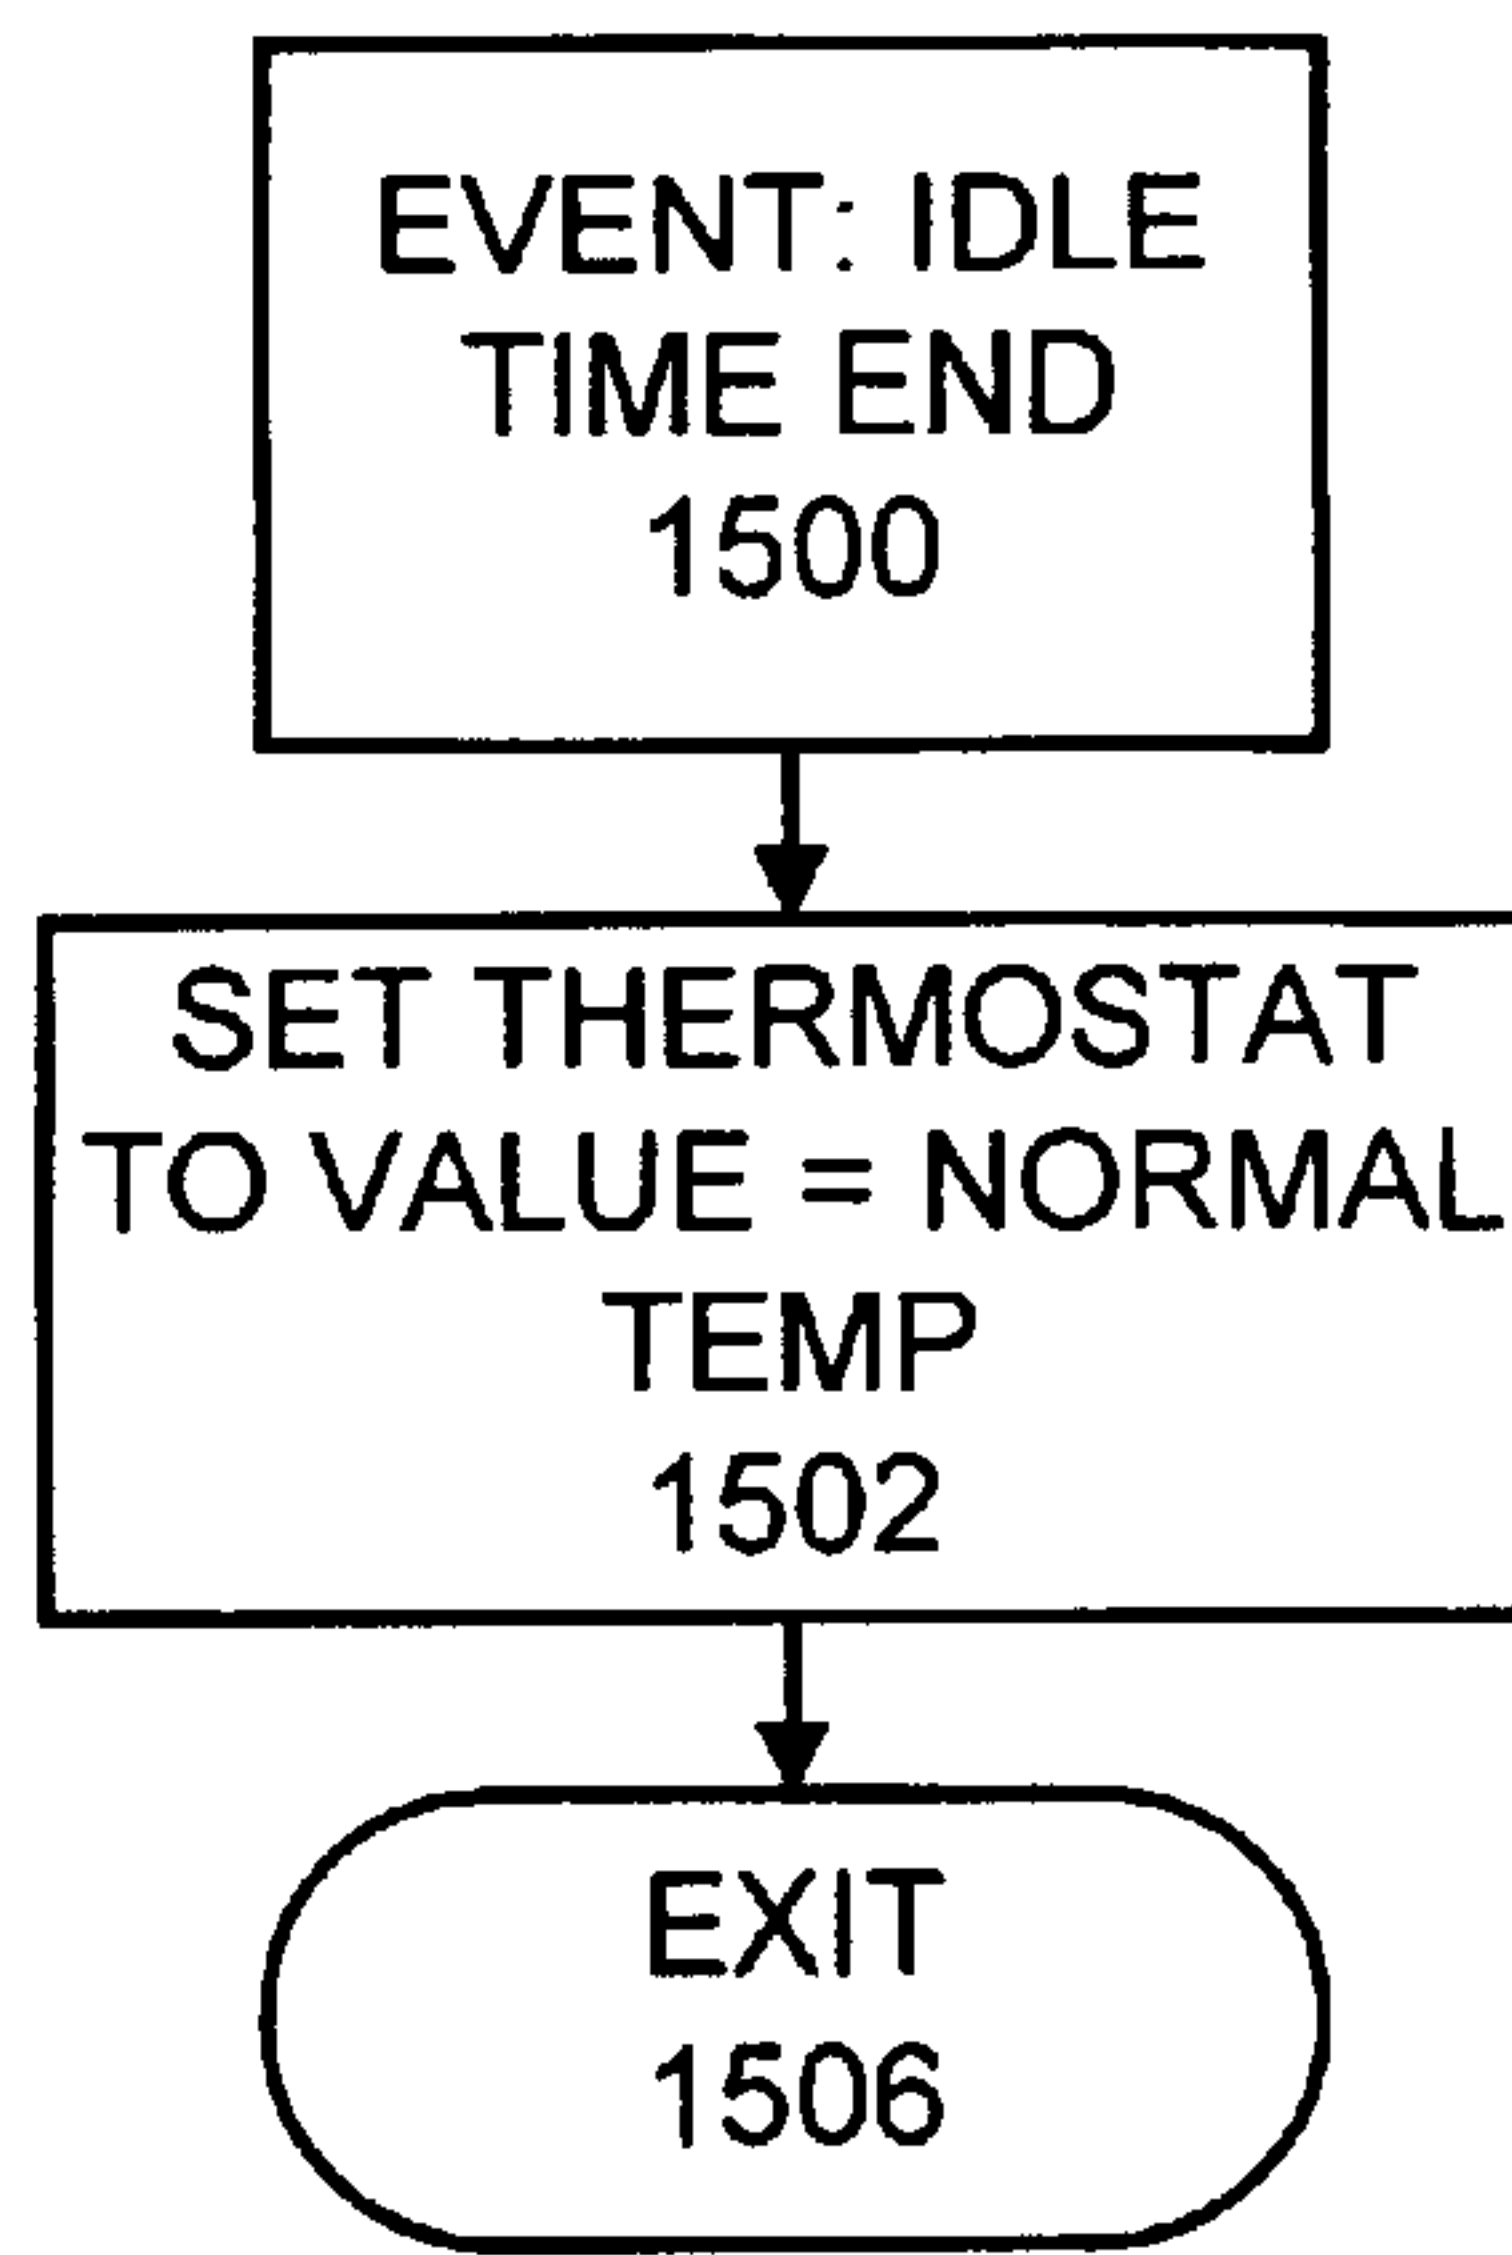 EVENT: IDLE
TIME END
1500
SET THERMOSTAT
TO VALUE = NORMAL
TEMP
1502
EXIT
1506